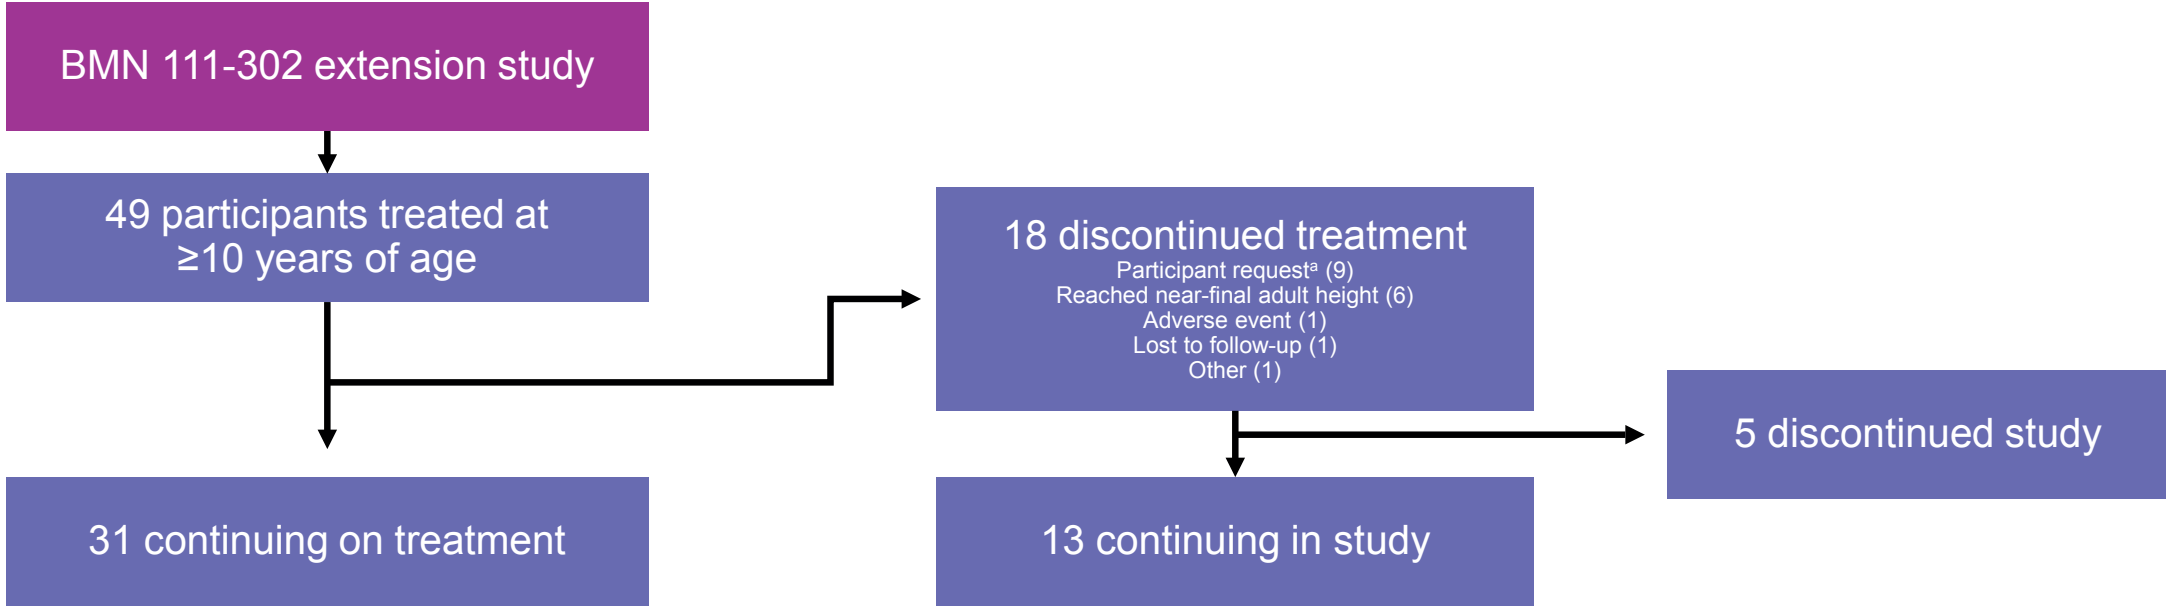 BMN 111-302 extension study
49 participants treated at
≥10 years of age
18 discontinued treatment
Participant requestᵃ (9)
Reached near-final adult height (6)
Adverse event (1)
Lost to follow-up (1)
Other (1)
5 discontinued study
31 continuing on treatment
13 continuing in study